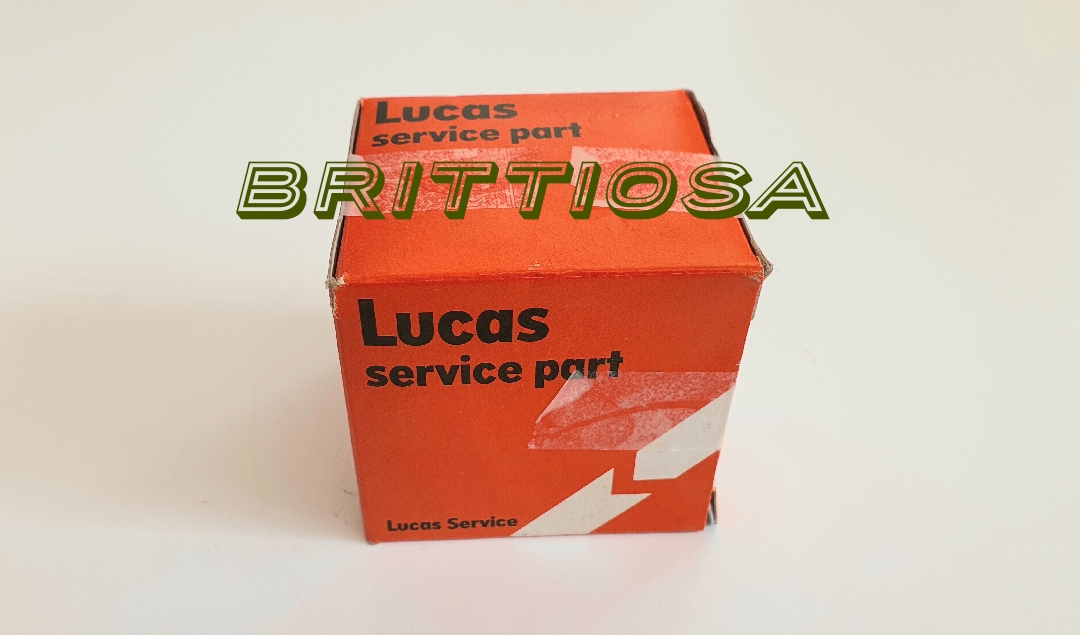 Lucas
service part
BRITTIOSA
Lucas
service part
Lucas Service